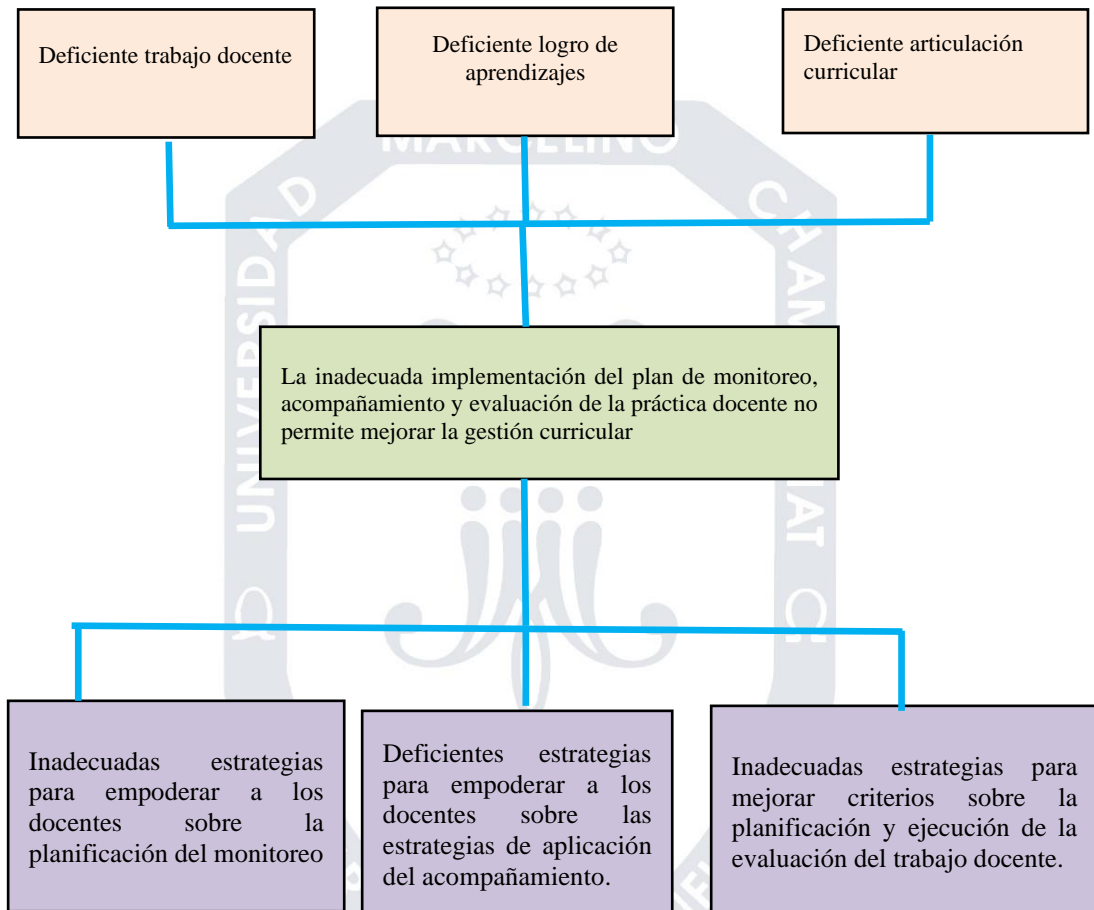 Deficiente trabajo docente
Deficiente logro de
aprendizajes
Deficiente articulación
curricular
MARCELINO
UNIVERSIDAD
La inadecuada implementación del plan de monitoreo,
acompañamiento y evaluación de la práctica docente no
permite mejorar la gestión curricular
Inadecuadas estrategias
para empoderar a los
docentes sobre la
planificación del monitoreo
Deficientes estrategias
para empoderar a los
docentes sobre las
estrategias de aplicación
del acompañamiento.
Inadecuadas estrategias para
mejorar criterios sobre la
planificación y ejecución de la
evaluación del trabajo docente.